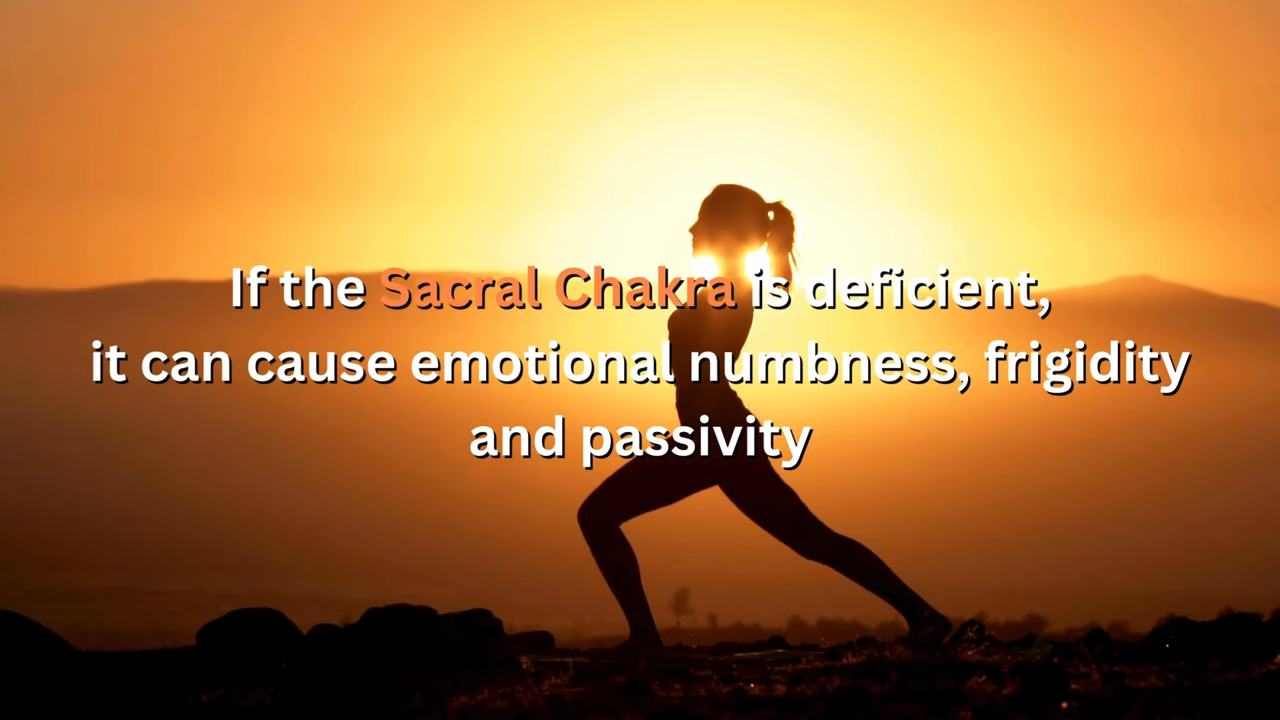 If the Sacral Chakra is deficient,
it can cause emotional numbness, frigidity
and passivity